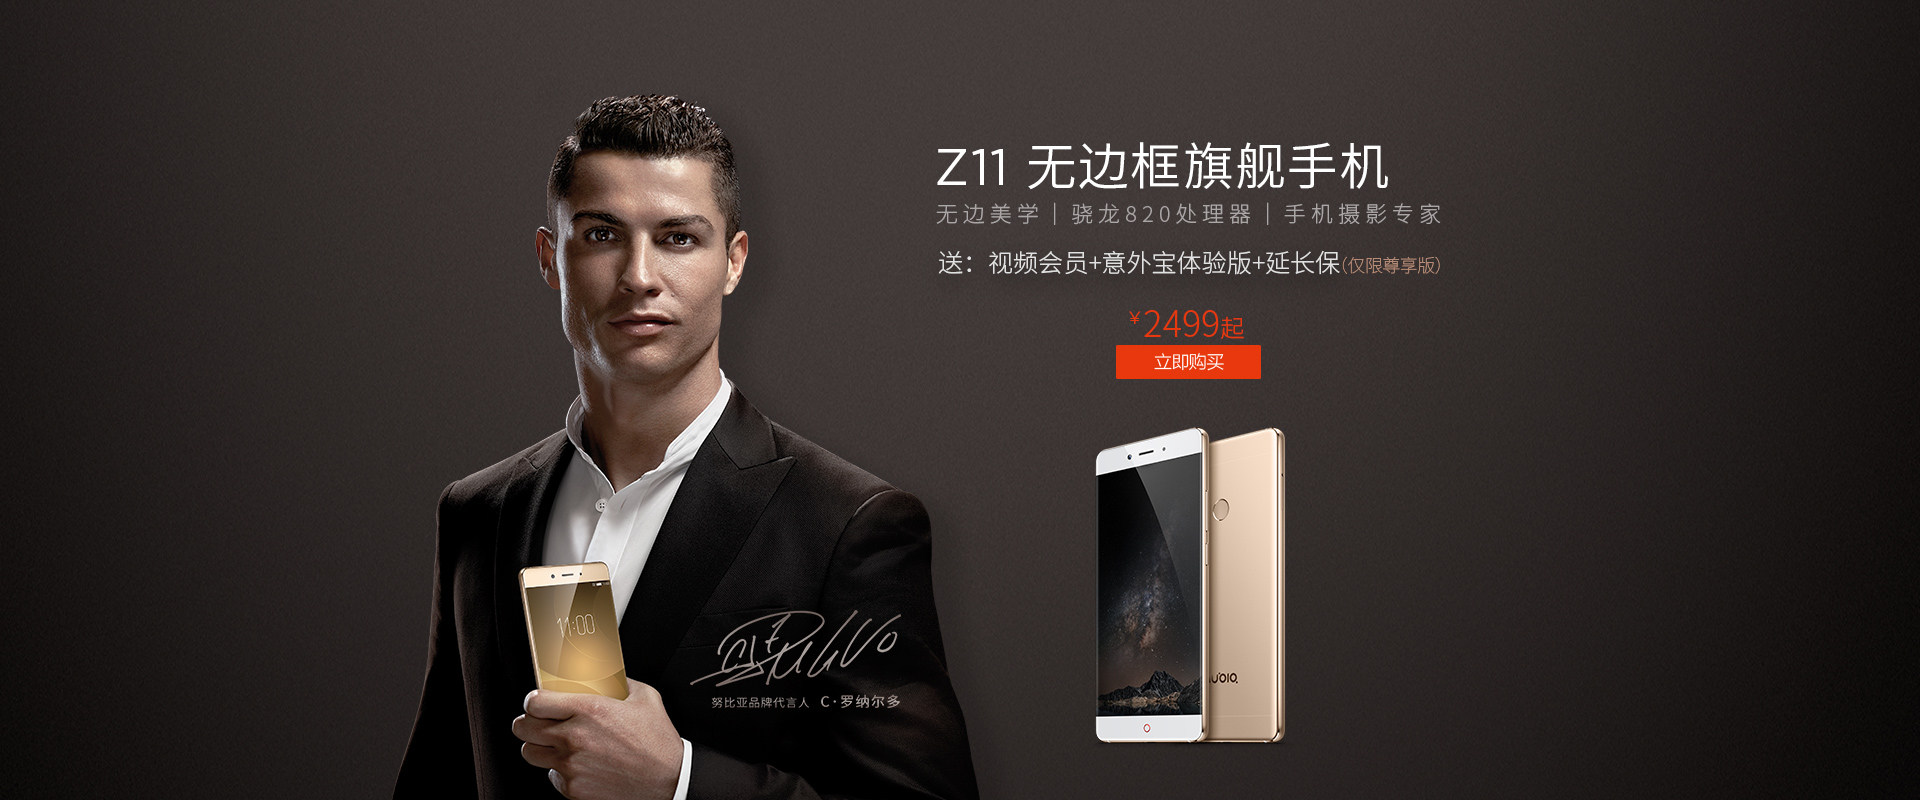 Z11 无边框旗舰手机
无边美学｜骁龙820处理器｜手机摄影专家
送：视频会员+意外宝体验版+延长保(仅限尊享版)
¥2499起
立即购买
11:00
努比亚品牌代言人 C·罗纳尔多